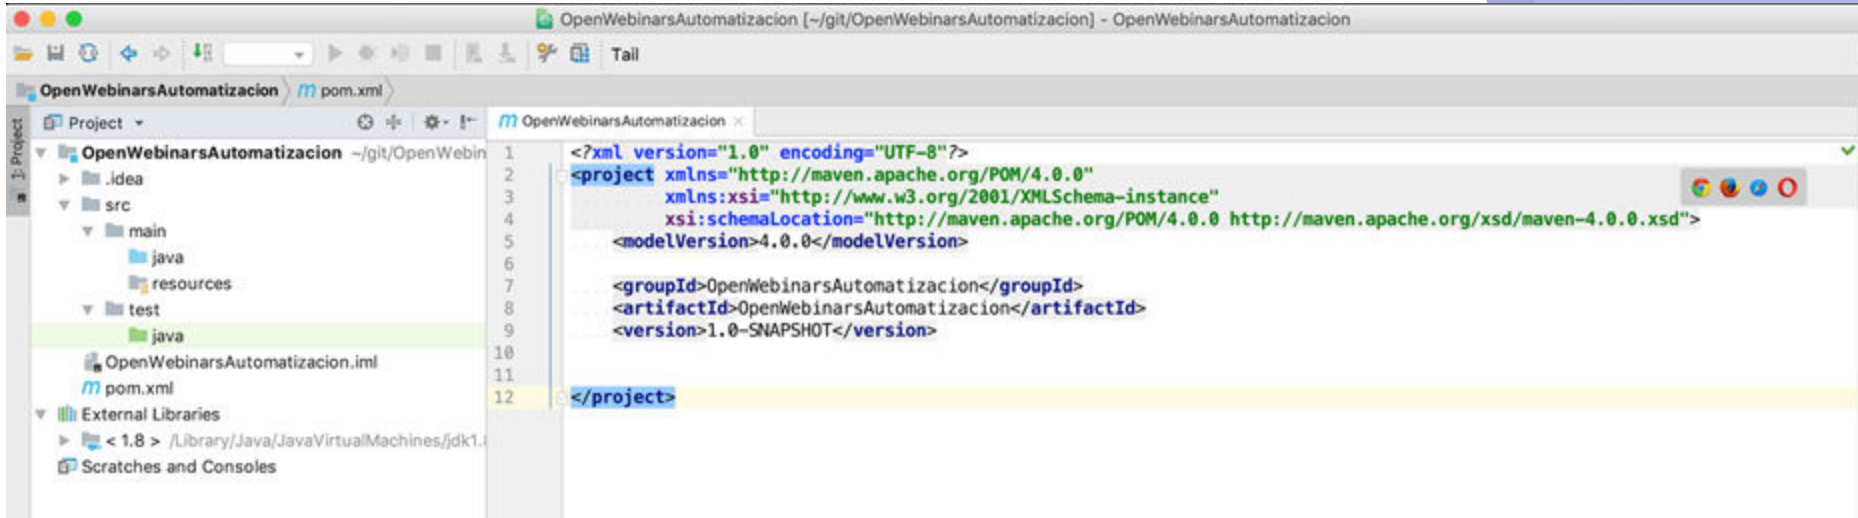 OpenWebinarsAutomatizacion [~/git/OpenWebinarsAutomatizacion] - OpenWebinarsAutomatizacion
Tail
OpenWebinarsAutomatizacion pom.xml
1: Project
Project
OpenWebinarsAutomatizacion ~/git/OpenWebin
.idea
src
main
java
resources
test
java
OpenWebinarsAutomatizacion.iml
pom.xml
External Libraries
< 1.8 > /Library/Java/JavaVirtualMachines/jdk1.
Scratches and Consoles
OpenWebinarsAutomatizacion
1 <?xml version="1.0" encoding="UTF-8"?>
2 <project xmlns="http://maven.apache.org/POM/4.0.0"
3 xmlns:xsi="http://www.w3.org/2001/XMLSchema-instance"
4 xsi:schemaLocation="http://maven.apache.org/POM/4.0.0 http://maven.apache.org/xsd/maven-4.0.0.xsd">
5 <modelVersion>4.0.0</modelVersion>
6
7 <groupId>OpenWebinarsAutomatizacion</groupId>
8 <artifactId>OpenWebinarsAutomatizacion</artifactId>
9 <version>1.0-SNAPSHOT</version>
10
11
12 </project>